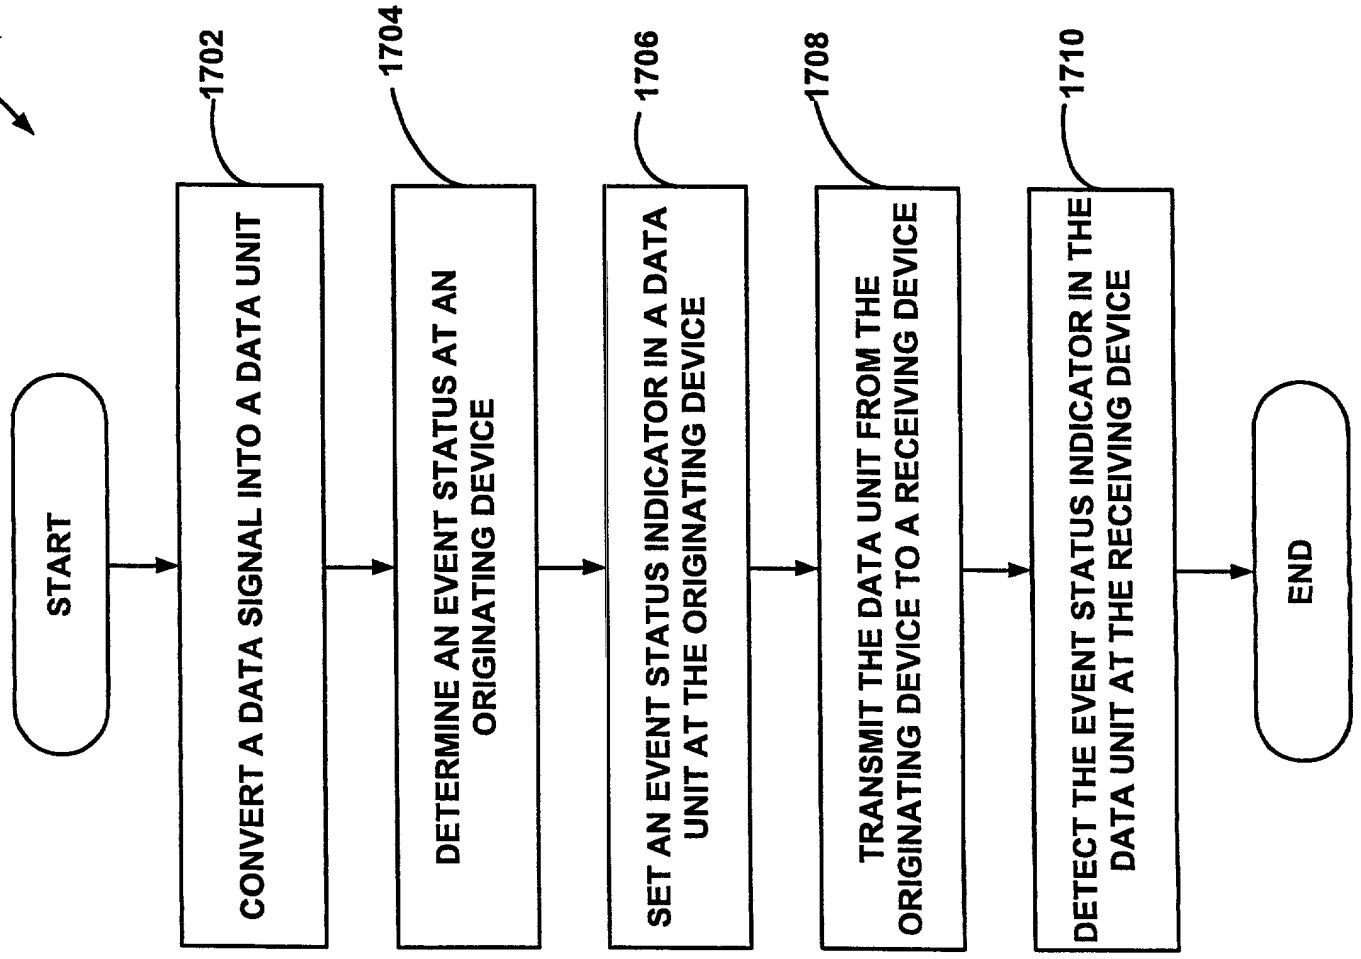 START
1702
CONVERT A DATA SIGNAL INTO A DATA UNIT
1704
DETERMINE AN EVENT STATUS AT AN
ORIGINATING DEVICE
1706
SET AN EVENT STATUS INDICATOR IN A DATA
UNIT AT THE ORIGINATING DEVICE
1708
TRANSMIT THE DATA UNIT FROM THE
ORIGINATING DEVICE TO A RECEIVING DEVICE
1710
DETECT THE EVENT STATUS INDICATOR IN THE
DATA UNIT AT THE RECEIVING DEVICE
END